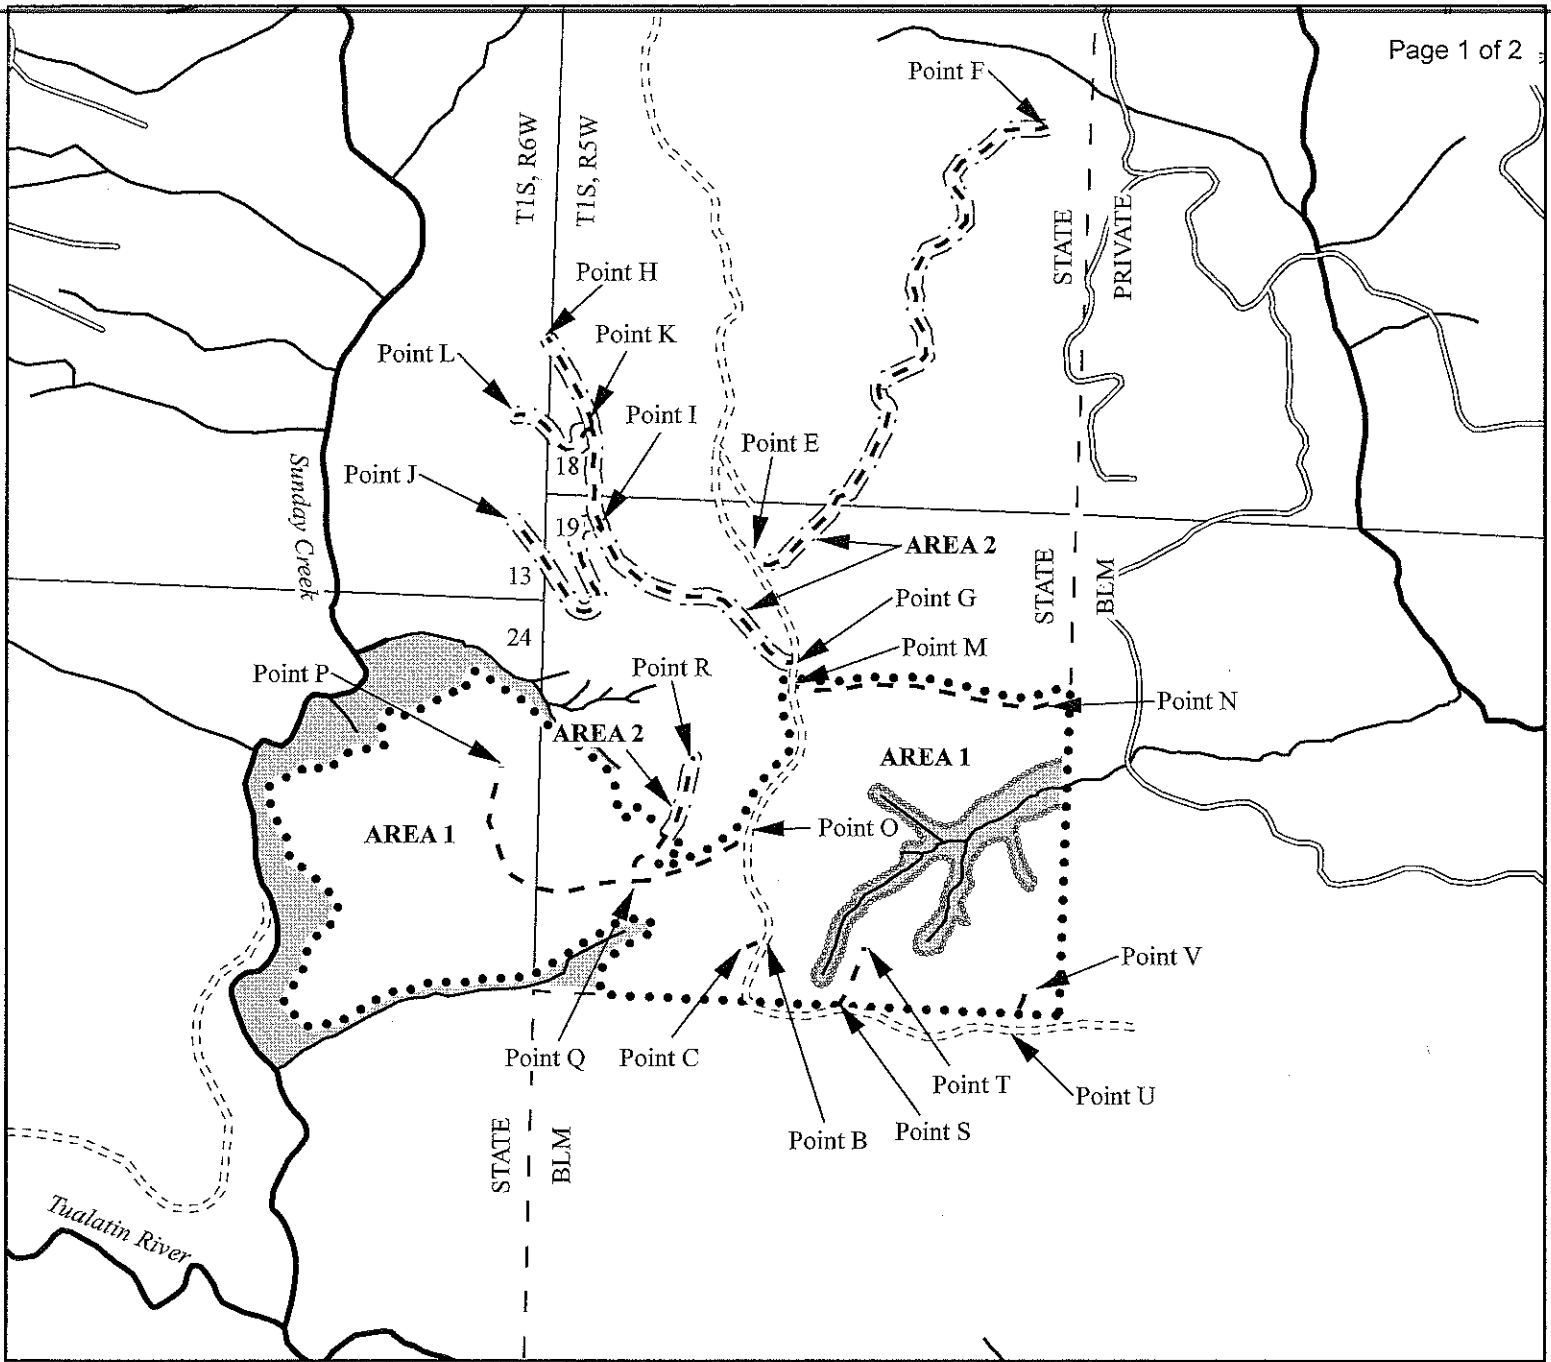 Page 1 of 2
Point F
T1S, R6W
T1S, R5W
STATE
PRIVATE
Point H
Point K
Point L
Point I
Point E
18
Point J
Sunday Creek
19
AREA 2
13
STATE
BLM
Point G
24
Point M
Point R
Point P
Point N
AREA 2
AREA 1
AREA 1
Point O
Point V
Point Q
Point C
Point T
Point U
Point B
Point S
STATE
BLM
Tualatin River